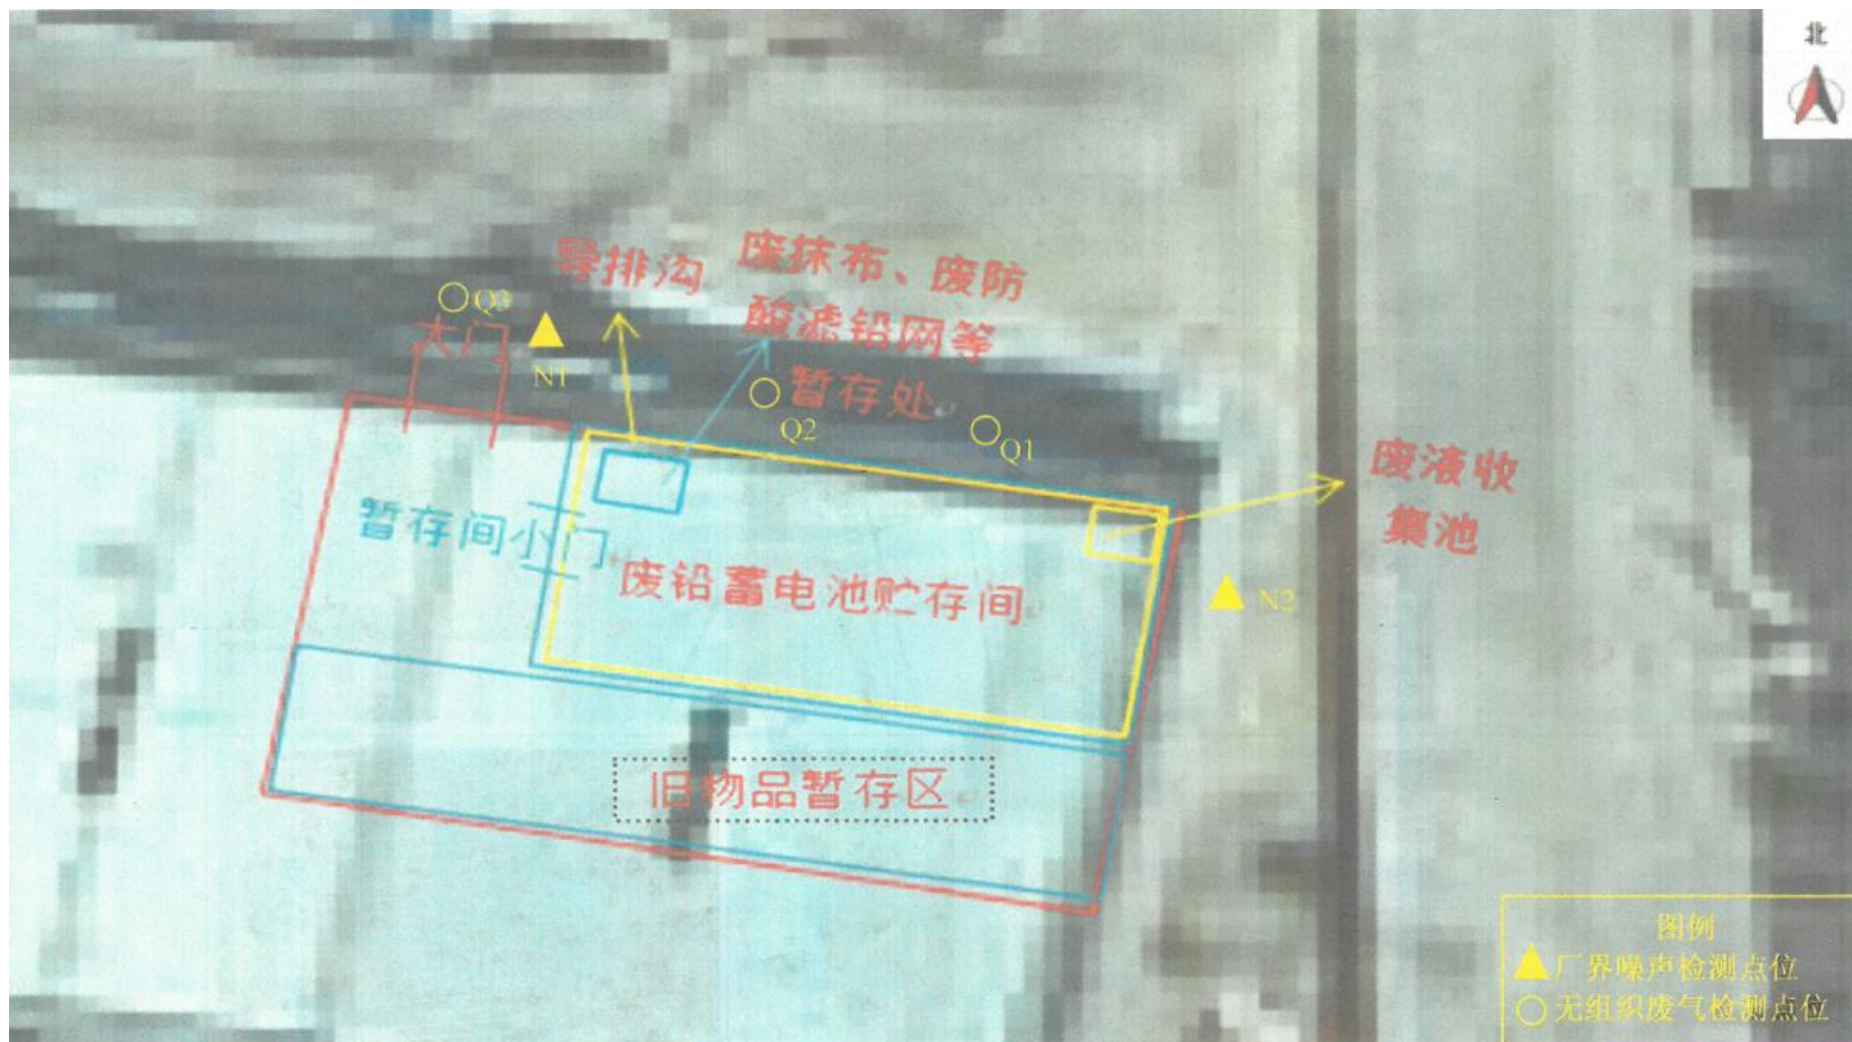 北
导排沟
废抹布、废防
酸滤铅网等
暂存处
Q3
大门
N1
Q2
Q1
废液收
集池
暂存间小门
废铅蓄电池贮存间
N2
旧物品暂存区
图例
厂界噪声检测点位
无组织废气检测点位